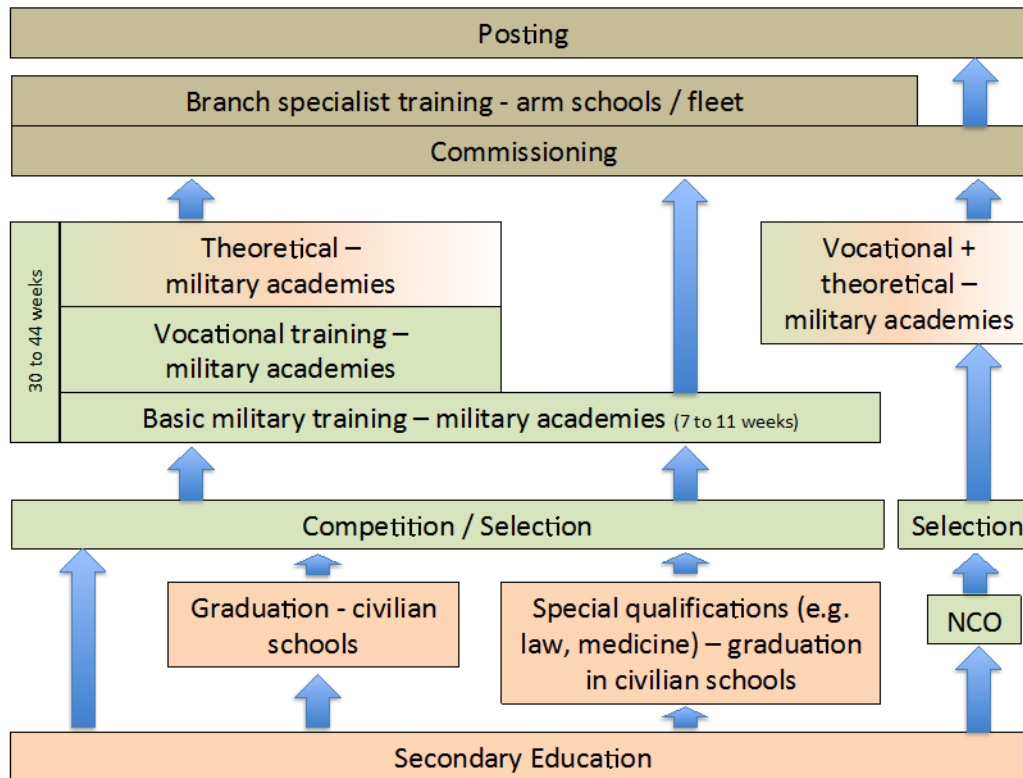 Posting
Branch specialist training - arm schools / fleet
Commissioning
30 to 44 weeks
Theoretical –
military academies
Vocational training –
military academies
Vocational +
theoretical –
military academies
Basic military training – military academies (7 to 11 weeks)
Competition / Selection
Selection
Graduation - civilian
schools
Special qualifications (e.g.
law, medicine) – graduation
in civilian schools
NCO
Secondary Education